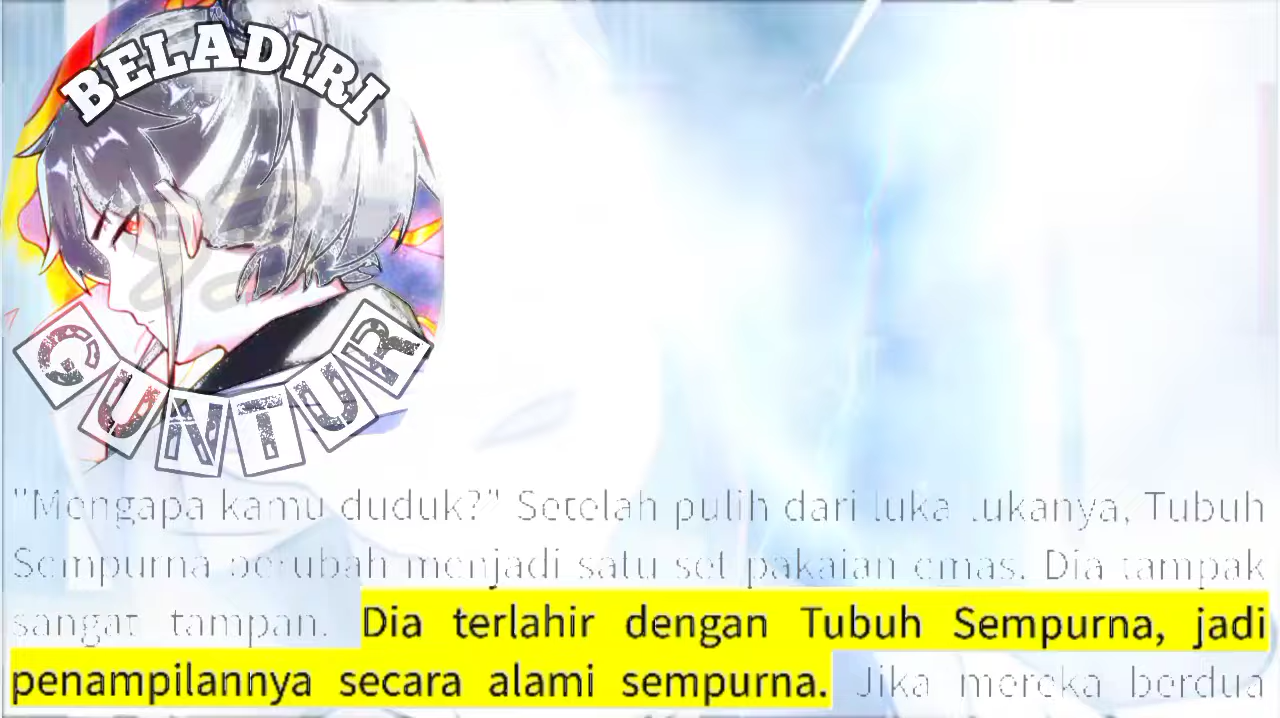 BELADIRI
GUNTUR
"Mengapa kamu duduk?" Setelah pulih dari luka lukanya, Tubuh
Sempurna berubah menjadi satu set pakaian emas. Dia tampak
sangat tampan. Dia terlahir dengan Tubuh Sempurna, jadi
penampilannya secara alami sempurna. Jika mereka berdua